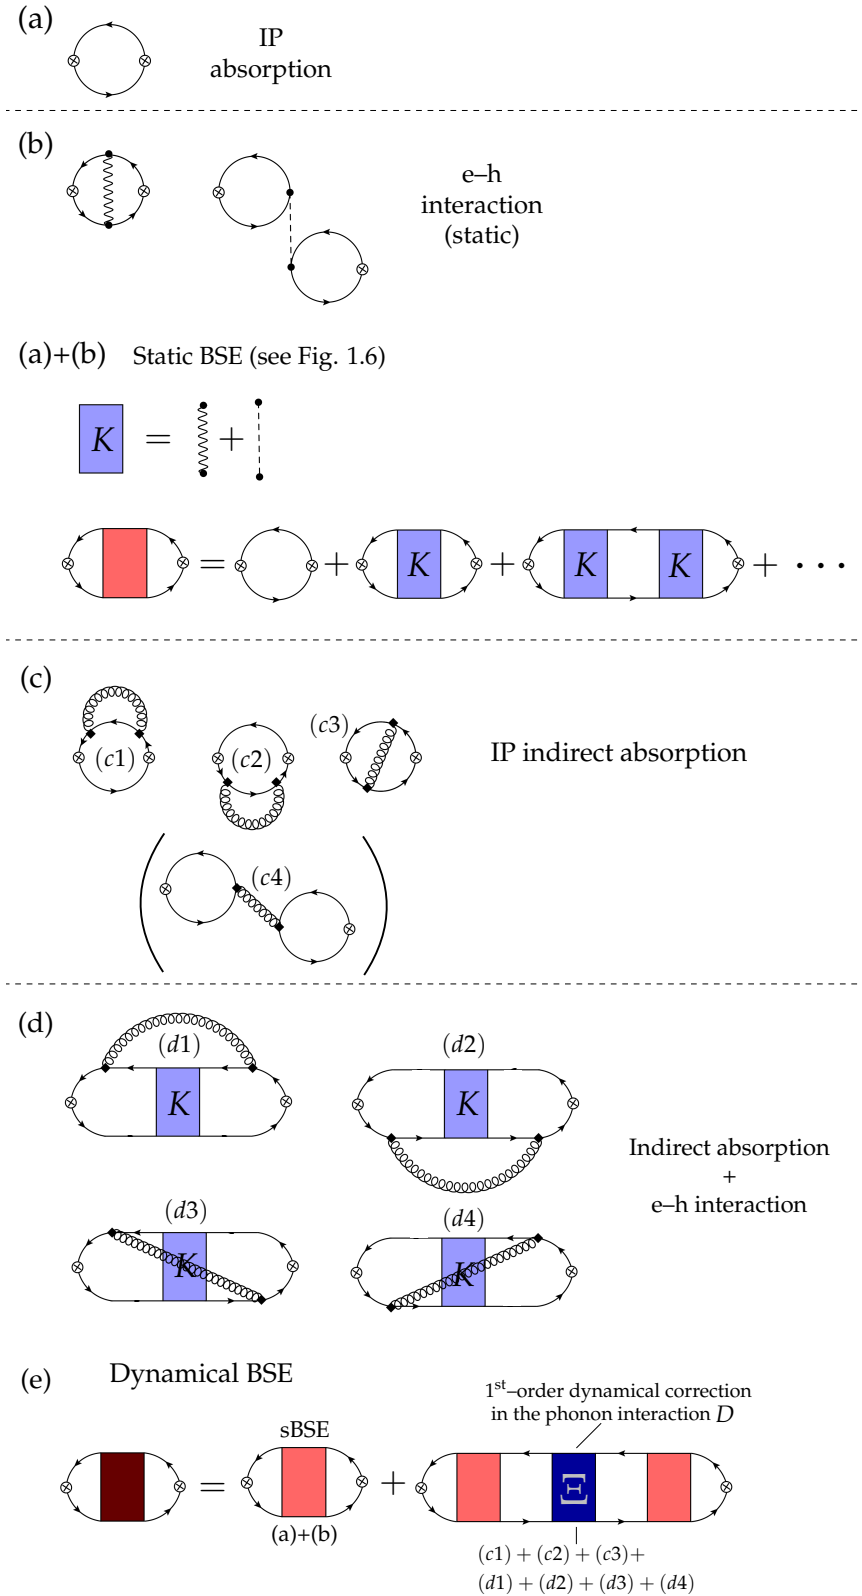 (a)
IP
absorption
(b)
e–h
interaction
(static)
(a)+(b) Static BSE (see Fig. 1.6)
K = +
= + K + K K + · · ·
(c)
(c1)
(c2)
(c3)
IP indirect absorption
(c4)
(d)
(d1)
K
(d2)
K
Indirect absorption
+
e–h interaction
(d3)
K
(d4)
K
(e) Dynamical BSE
1st–order dynamical correction
in the phonon interaction D
sBSE
= + Ξ
(a)+(b)
(c1) + (c2) + (c3)+
(d1) + (d2) + (d3) + (d4)